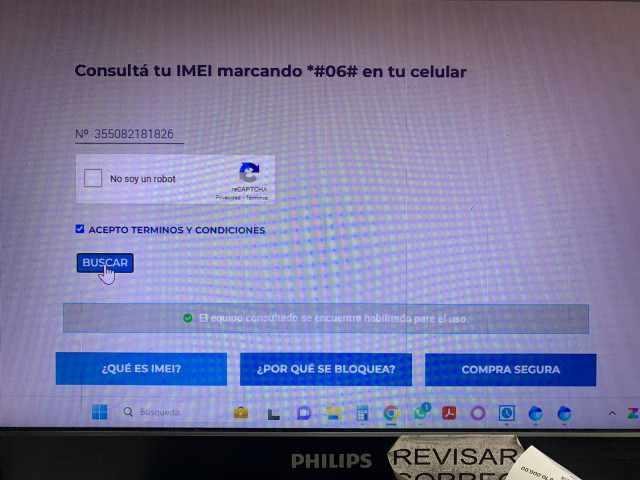 Consultá tu IMEI marcando *#06# en tu celular
Nº 355082181826
No soy un robot
reCAPTCHA
Privacidad - Términos
ACEPTO TERMINOS Y CONDICIONES
BUSCAR
El equipo consultado se encuentra habilitado para el uso.
¿QUÉ ES IMEI?
¿POR QUÉ SE BLOQUEA?
COMPRA SEGURA
Búsqueda
PHILIPS
REVISAR